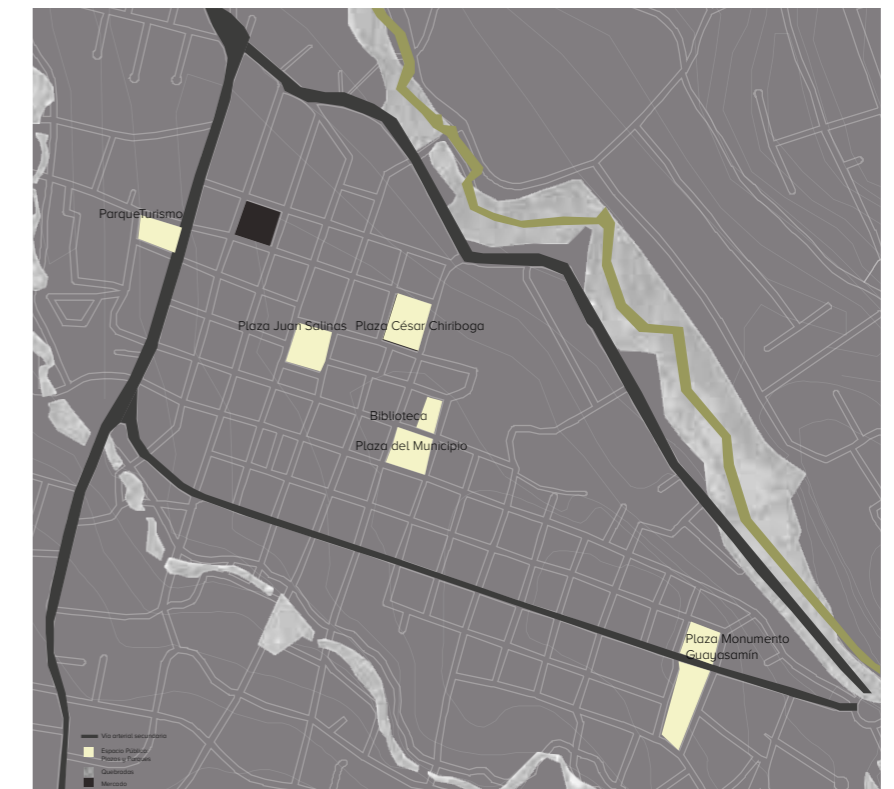 ParqueTurismo
Plaza Juan Salinas
Plaza César Chiriboga
Biblioteca
Plaza del Municipio
Plaza Monumento
Guayasamín
Vía arterial secundaria
Espacio Público:
Plazas y Parques
Quebradas
Mercado